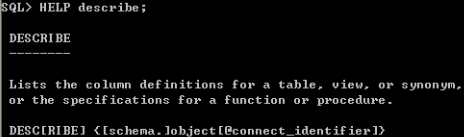 SQL> HELP describe;
DESCRIBE
--------
Lists the column definitions for a table, view, or synonym,
or the specifications for a function or procedure.
DESC[RIBE] {[schema.]object[@connect_identifier]}